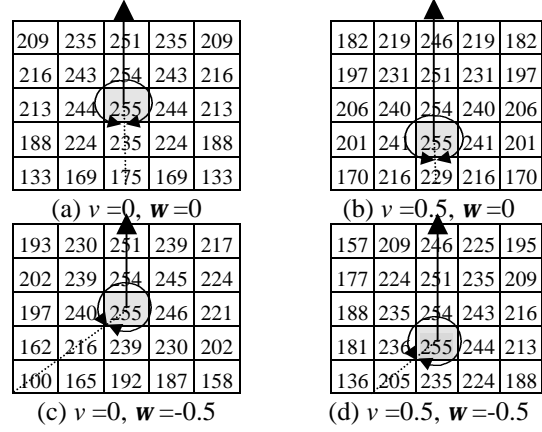 209 235 251 235 209
216 243 254 243 216
213 244 255 244 213
188 224 235 224 188
133 169 175 169 133
(a) v =0, w =0
182 219 246 219 182
197 231 251 231 197
206 240 254 240 206
201 241 255 241 201
170 216 229 216 170
(b) v =0.5, w =0
193 230 251 239 217
202 239 254 245 224
197 240 255 246 221
162 216 239 230 202
100 165 192 187 158
(c) v =0, w =-0.5
157 209 246 225 195
177 224 251 235 209
188 235 254 243 216
181 236 255 244 213
136 205 235 224 188
(d) v =0.5, w =-0.5